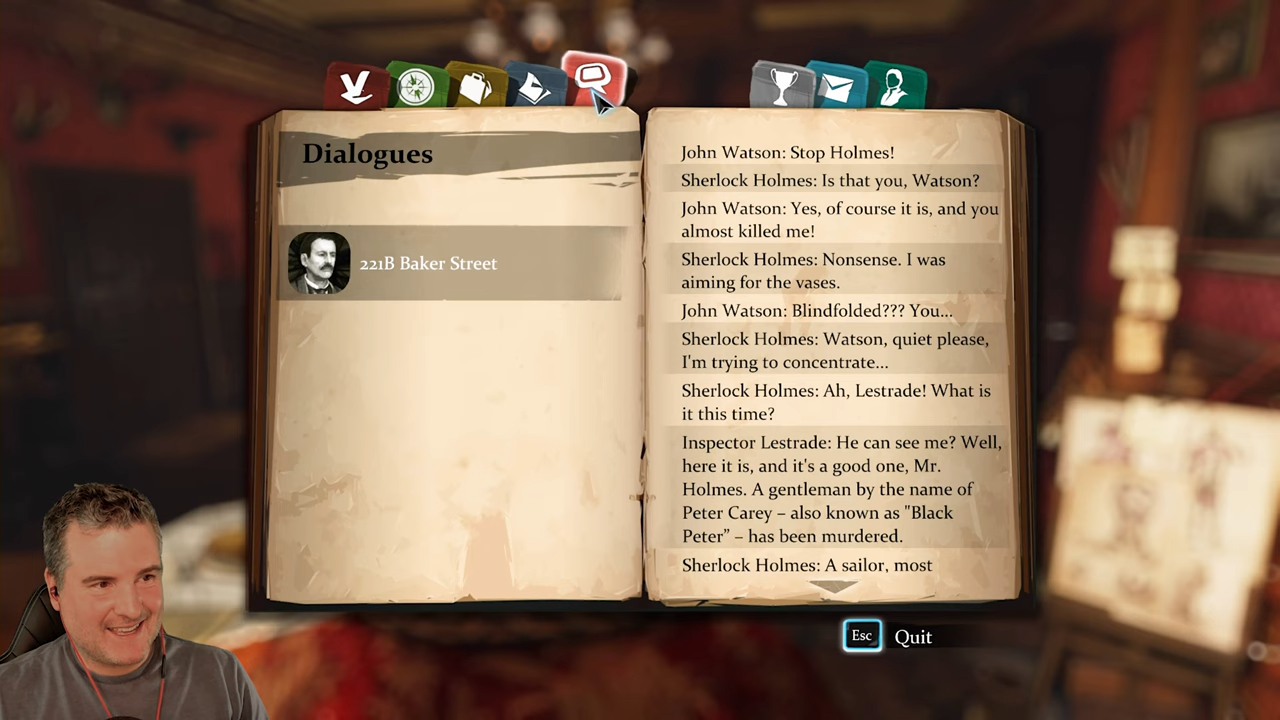 Dialogues
221B Baker Street
John Watson: Stop Holmes!
Sherlock Holmes: Is that you, Watson?
John Watson: Yes, of course it is, and you
almost killed me!
Sherlock Holmes: Nonsense. I was
aiming for the vases.
John Watson: Blindfolded??? You...
Sherlock Holmes: Watson, quiet please,
I'm trying to concentrate...
Sherlock Holmes: Ah, Lestrade! What is
it this time?
Inspector Lestrade: He can see me? Well,
here it is, and it's a good one, Mr.
Holmes. A gentleman by the name of
Peter Carey – also known as "Black
Peter” – has been murdered.
Sherlock Holmes: A sailor, most
Esc Quit